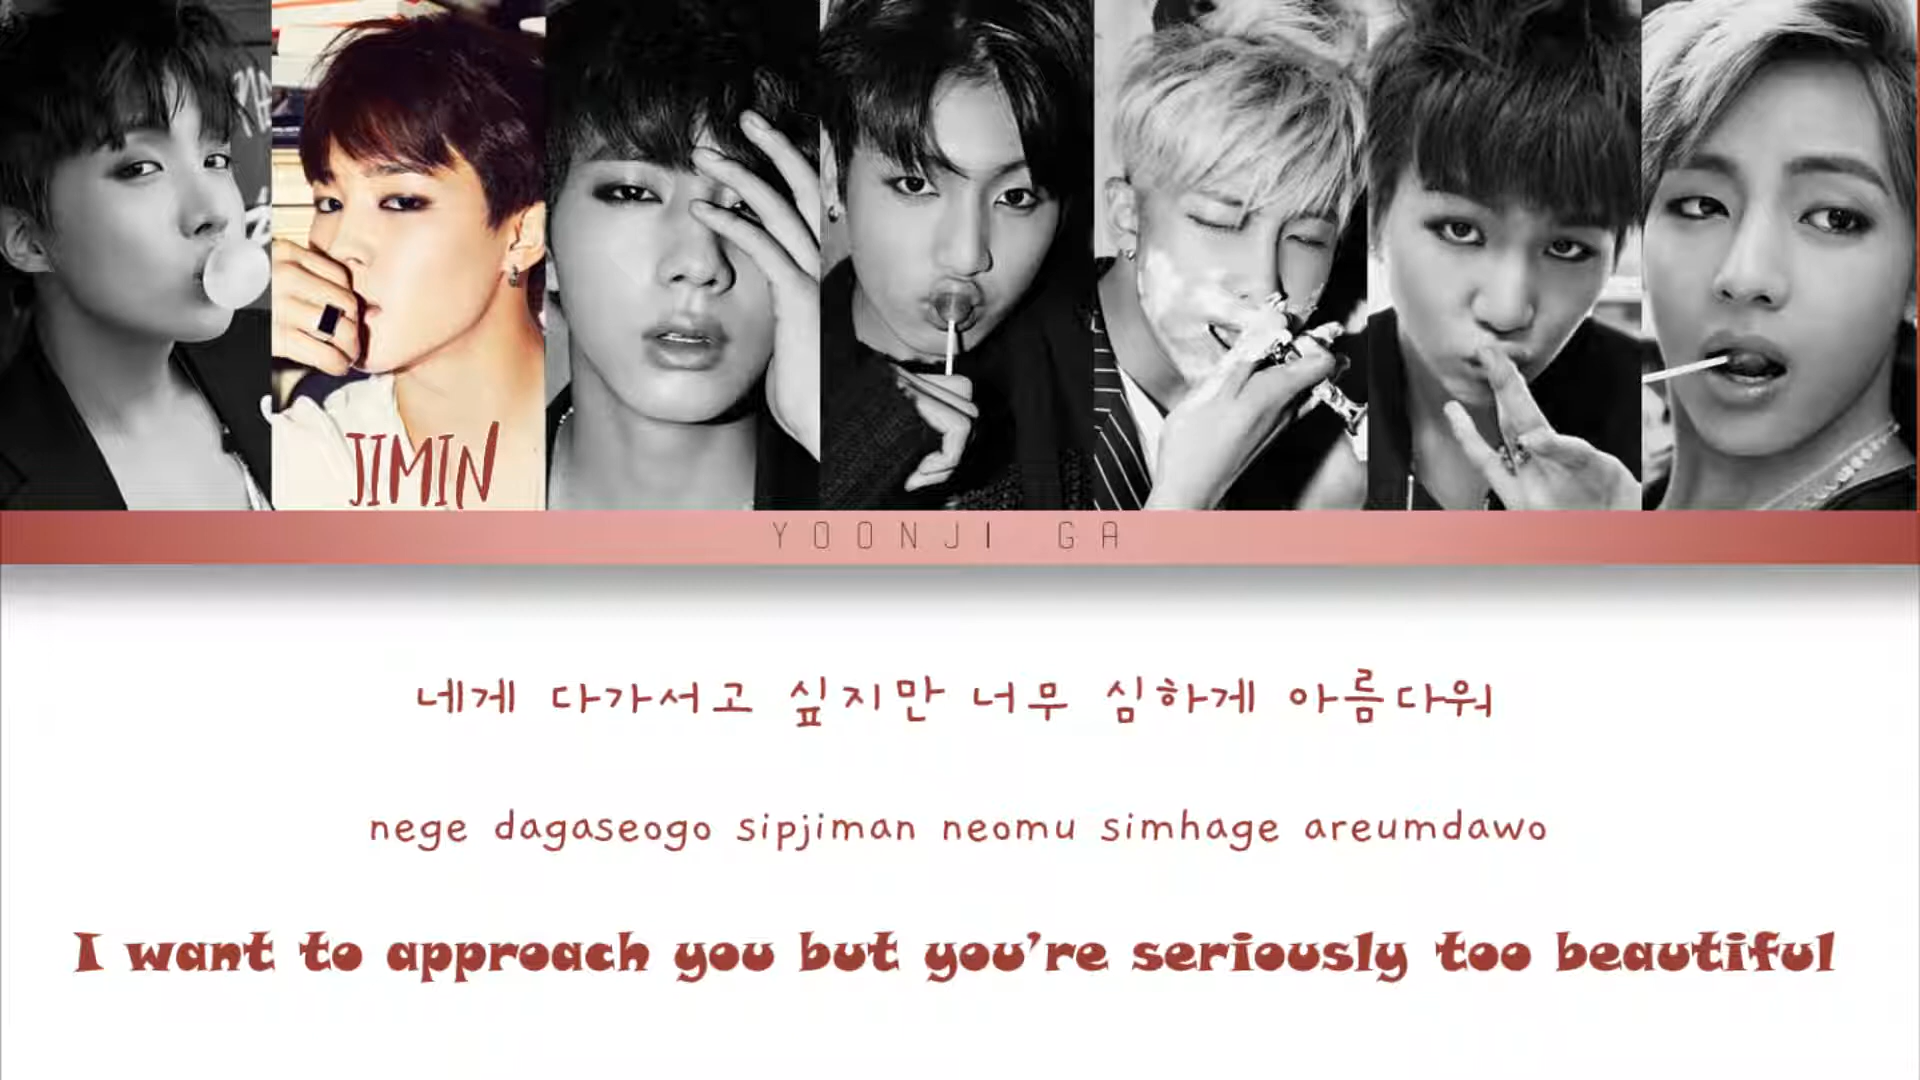 JIMIN
YOONJI GA
네게 다가서고 싶지만 너무 심하게 아름다워
nege dagaseogo sipjiman neomu simhage areumdawo
I want to approach you but you're seriously too beautiful